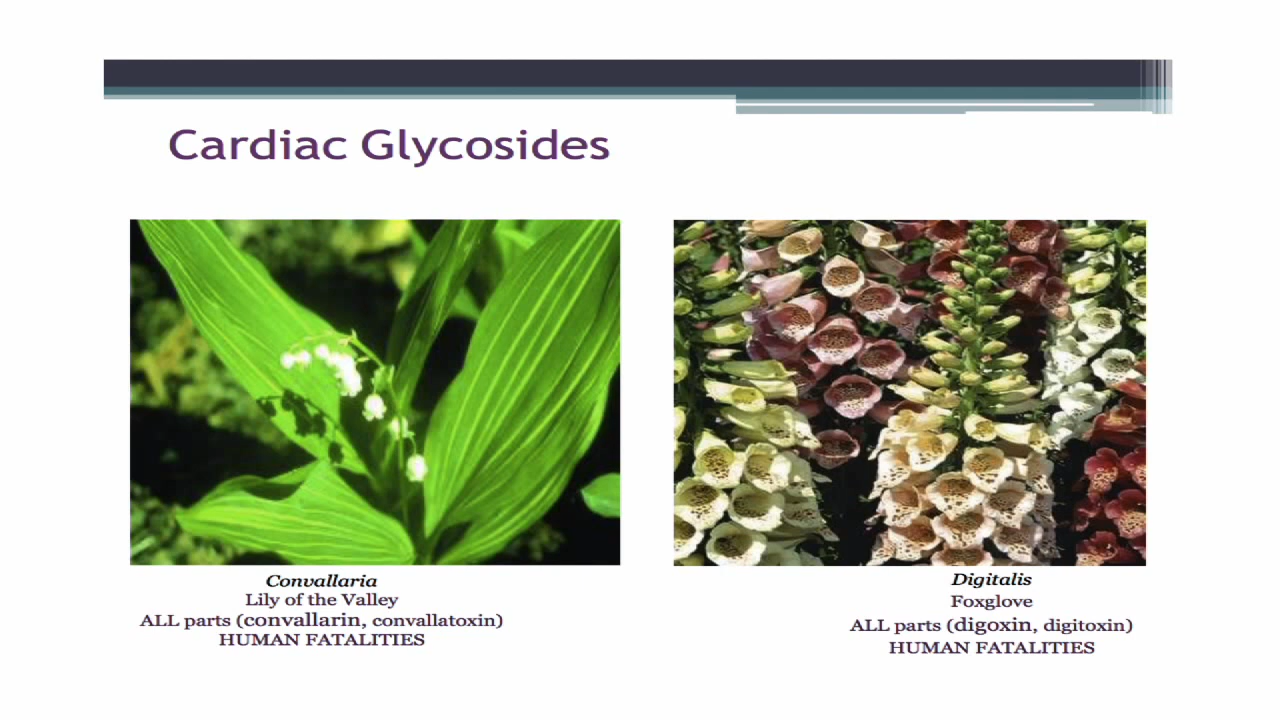 Cardiac Glycosides
Convallaria
Lily of the Valley
ALL parts (convallarin, convallatoxin)
HUMAN FATALITIES
Digitalis
Foxglove
ALL parts (digoxin, digitoxin)
HUMAN FATALITIES